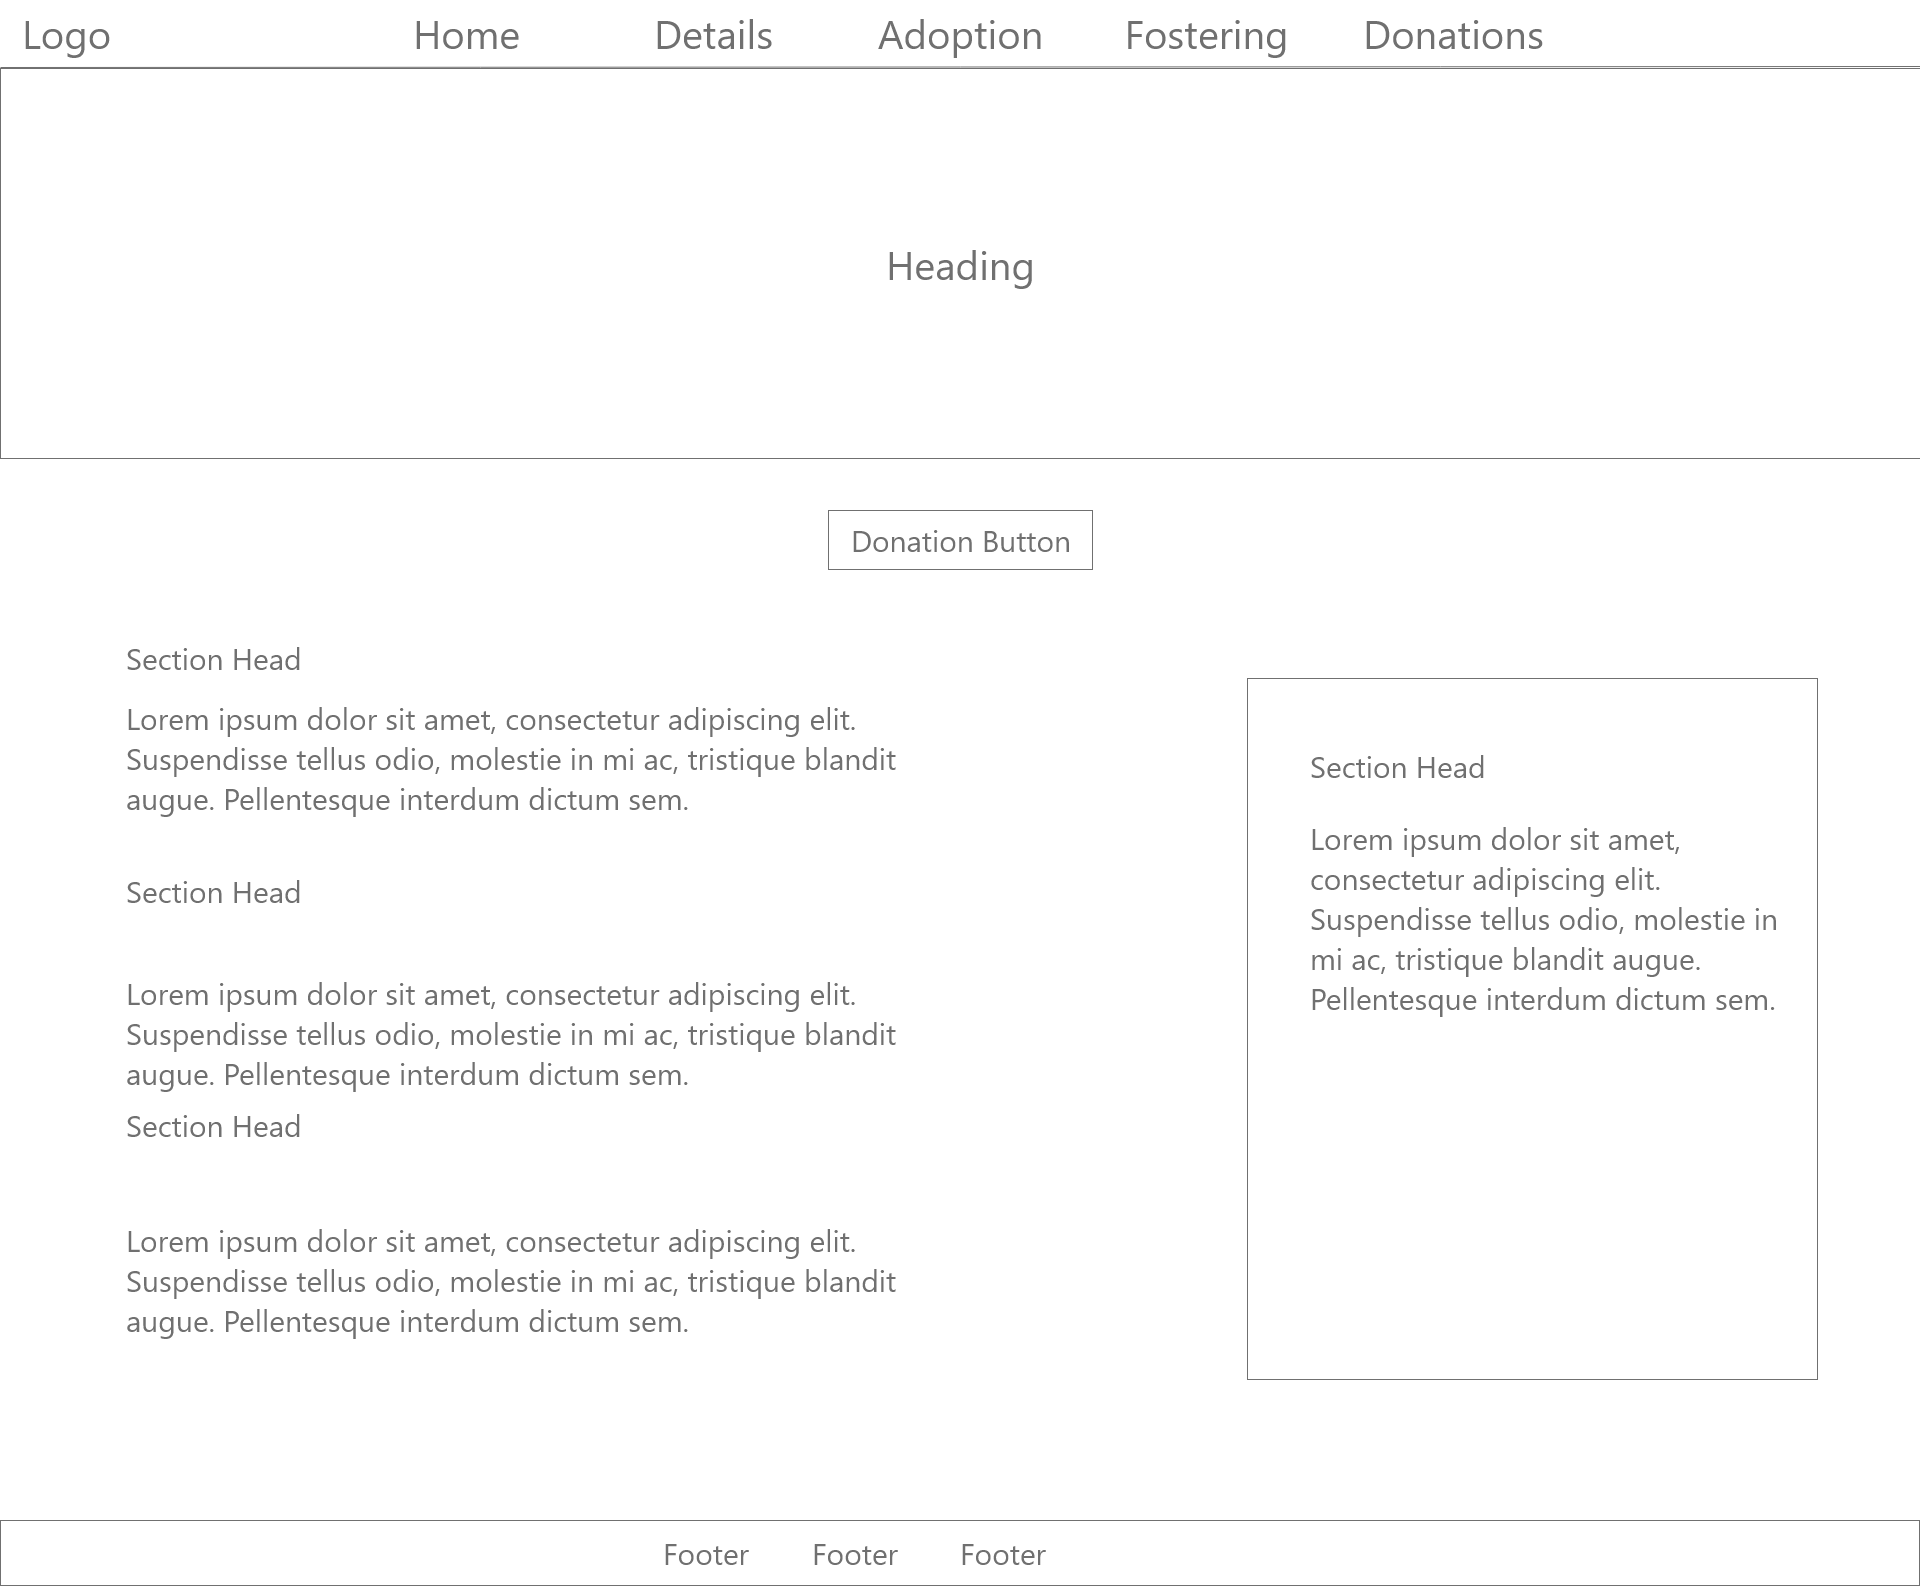 Logo Home Details Adoption Fostering Donations
Heading
Donation Button
Section Head
Lorem ipsum dolor sit amet, consectetur adipiscing elit.
Suspendisse tellus odio, molestie in mi ac, tristique blandit
augue. Pellentesque interdum dictum sem.
Section Head
Lorem ipsum dolor sit amet, consectetur adipiscing elit.
Suspendisse tellus odio, molestie in mi ac, tristique blandit
augue. Pellentesque interdum dictum sem.
Section Head
Lorem ipsum dolor sit amet, consectetur adipiscing elit.
Suspendisse tellus odio, molestie in mi ac, tristique blandit
augue. Pellentesque interdum dictum sem.
Section Head
Lorem ipsum dolor sit amet,
consectetur adipiscing elit.
Suspendisse tellus odio, molestie in
mi ac, tristique blandit augue.
Pellentesque interdum dictum sem.
Footer Footer Footer